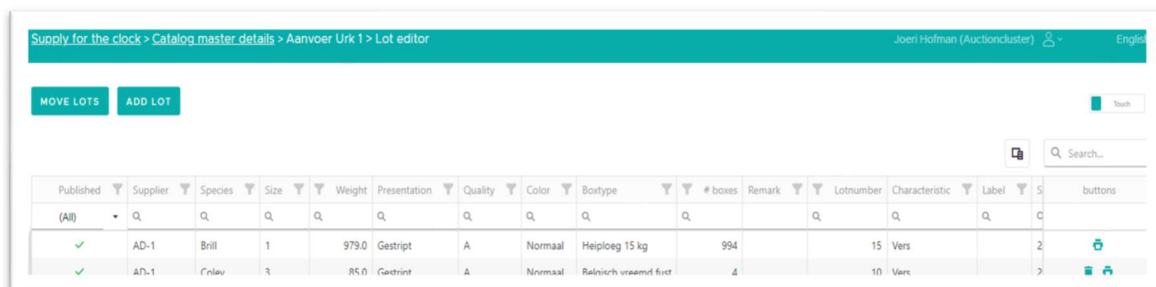 Supply for the clock > Catalog master details > Aanvoer Urk 1 > Lot editor Joeri Hofman (Auctioncluster) English
MOVE LOTS ADD LOT Touch
Search...
Published Supplier Species Size Weight Presentation Quality Color Boxtype # boxes Remark Lotnumber Characteristic Label S buttons
(All)
AD-1 Brill 1 979.0 Gestript A Normaal Heiploeg 15 kg 994 15 Vers 2
AD-1 Coley 3 85.0 Gestript A Normaal Belgisch vreemd fust 4 10 Vers 2